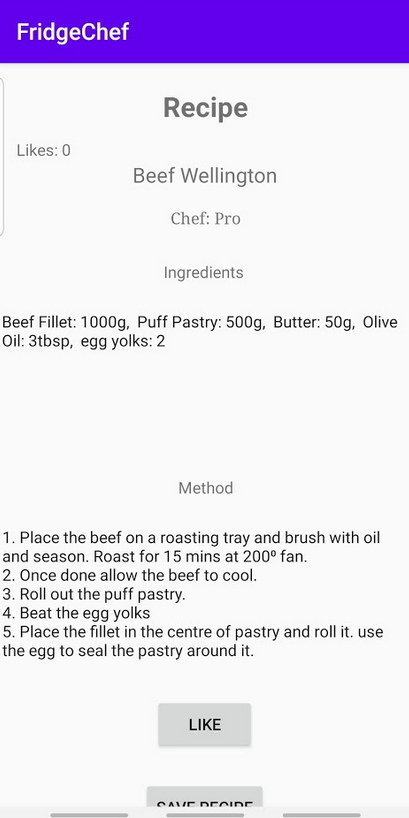 FridgeChef
Recipe
Likes: 0
Beef Wellington
Chef: Pro
Ingredients
Beef Fillet: 1000g,  Puff Pastry: 500g,  Butter: 50g,  Olive
Oil: 3tbsp,  egg yolks: 2
Method
1. Place the beef on a roasting tray and brush with oil
and season. Roast for 15 mins at 200º fan.
2. Once done allow the beef to cool.
3. Roll out the puff pastry.
4. Beat the egg yolks
5. Place the fillet in the centre of pastry and roll it. use
the egg to seal the pastry around it.
LIKE
SAVE RECIPE